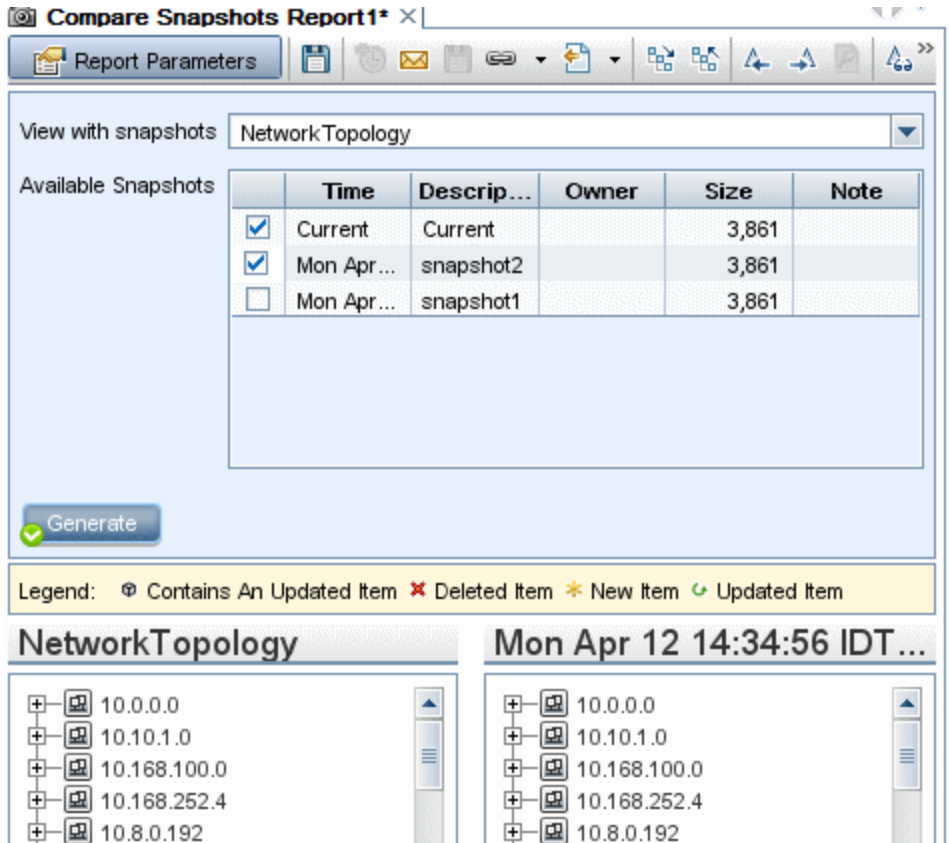 Compare Snapshots Report1*
Report Parameters
View with snapshots NetworkTopology
Available Snapshots
Time Descrip... Owner Size Note
Current Current 3,861
Mon Apr... snapshot2 3,861
Mon Apr... snapshot1 3,861
Generate
Legend: Contains An Updated Item Deleted Item New Item Updated Item
NetworkTopology Mon Apr 12 14:34:56 IDT...
10.0.0.0 10.0.0.0
10.10.1.0 10.10.1.0
10.168.100.0 10.168.100.0
10.168.252.4 10.168.252.4
10.8.0.192 10.8.0.192